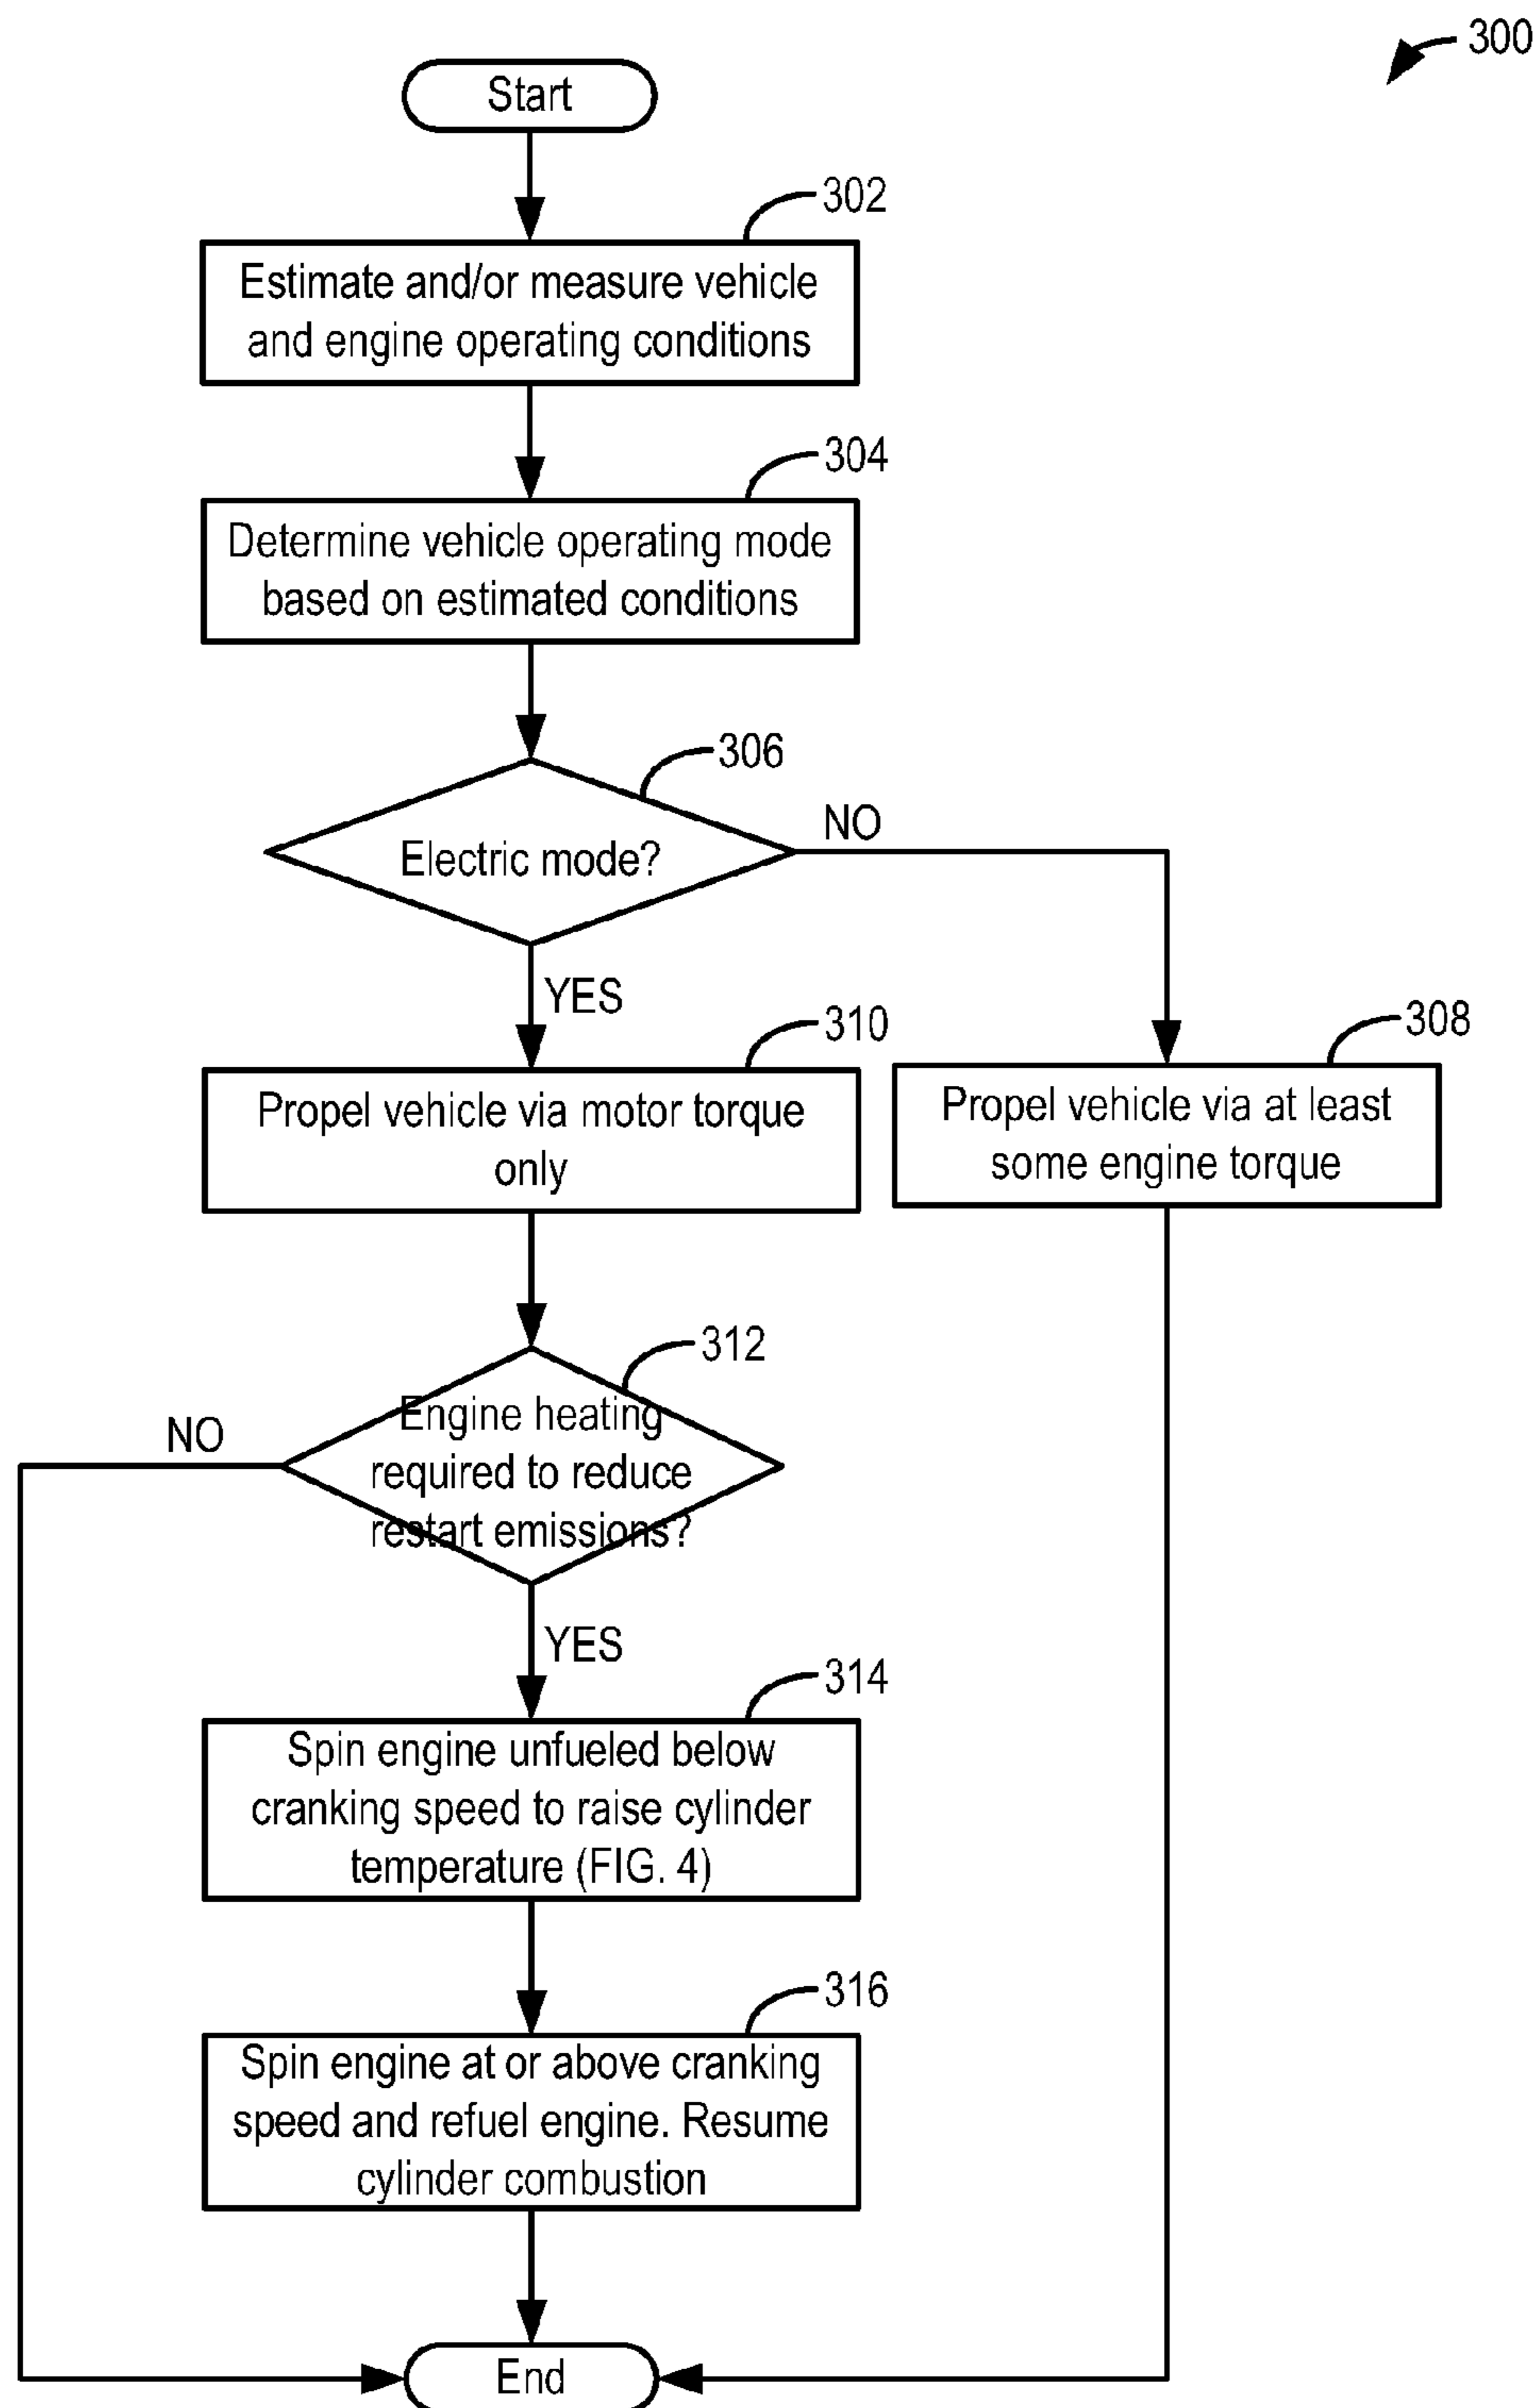 300
Start
302
Estimate and/or measure vehicle
and engine operating conditions
304
Determine vehicle operating mode
based on estimated conditions
306
Electric mode?
NO
YES
310
Propel vehicle via motor torque
only
308
Propel vehicle via at least
some engine torque
312
Engine heating
required to reduce
restart emissions?
NO
YES
314
Spin engine unfueled below
cranking speed to raise cylinder
temperature (FIG. 4)
316
Spin engine at or above cranking
speed and refuel engine. Resume
cylinder combustion
End